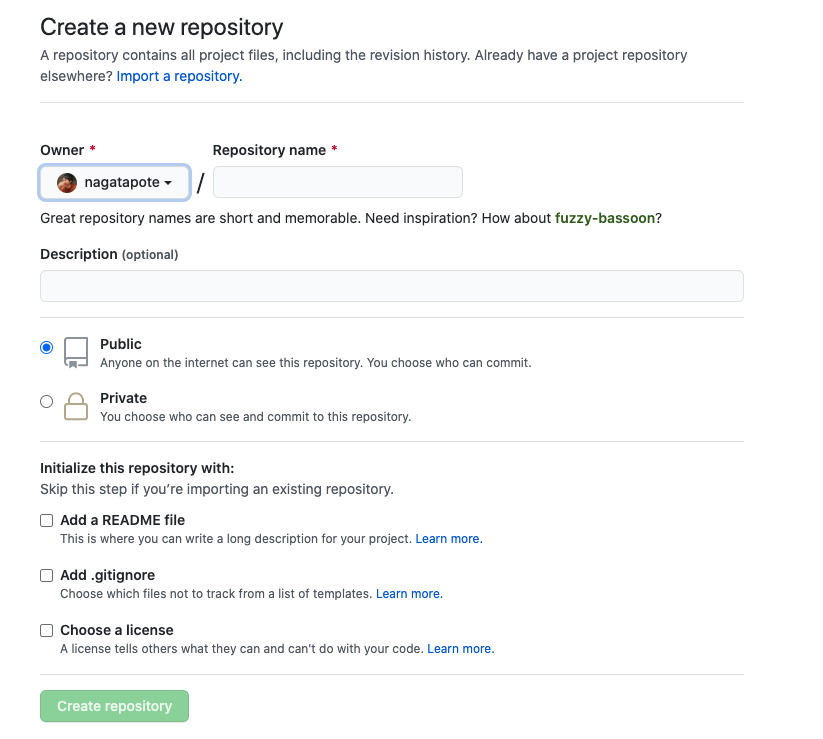 Create a new repository
A repository contains all project files, including the revision history. Already have a project repository
elsewhere? Import a repository.
Owner *
Repository name *
nagatapote
/
Great repository names are short and memorable. Need inspiration? How about fuzzy-bassoon?
Description (optional)
Public
Anyone on the internet can see this repository. You choose who can commit.
Private
You choose who can see and commit to this repository.
Initialize this repository with:
Skip this step if you’re importing an existing repository.
Add a README file
This is where you can write a long description for your project. Learn more.
Add .gitignore
Choose which files not to track from a list of templates. Learn more.
Choose a license
A license tells others what they can and can't do with your code. Learn more.
Create repository